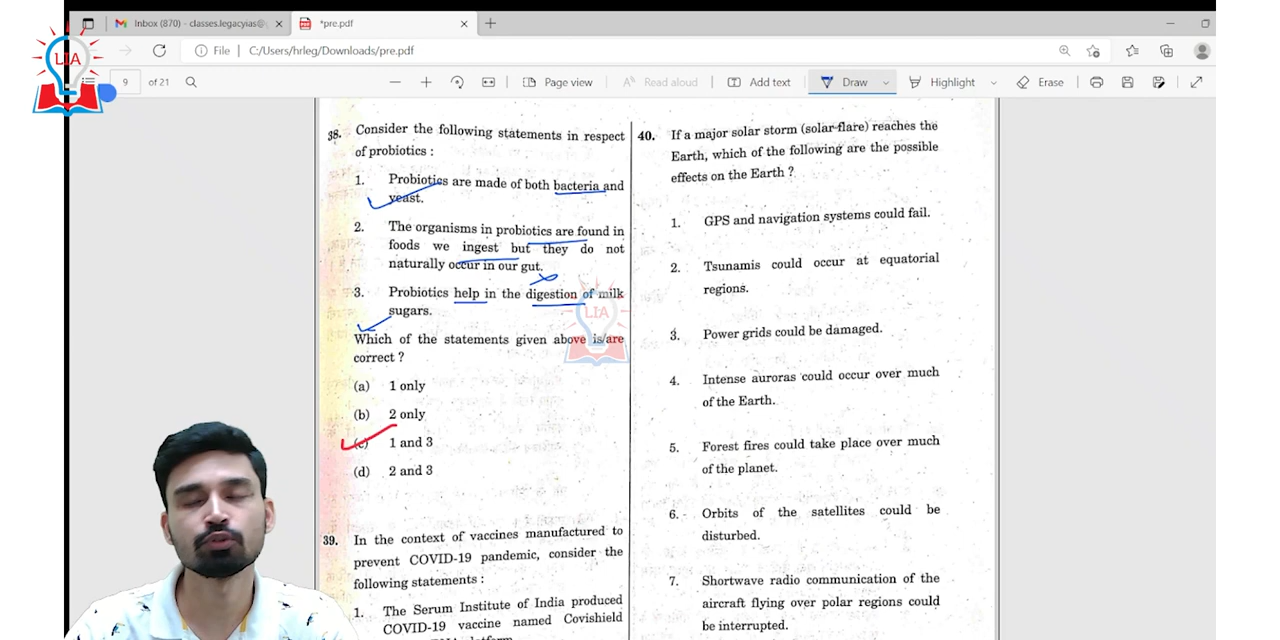 Inbox (870) - classes.legacyias@
*pre.pdf
File
C:/Users/hrleg/Downloads/pre.pdf
LIA
9
of 21
Page view
Read aloud
Add text
Draw
Highlight
Erase
38. Consider the following statements in respect
of probiotics :
1. Probiotics are made of both bacteria and
yeast.
2. The organisms in probiotics are found in
foods we ingest but they do not
naturally occur in our gut.
3. Probiotics help in the digestion of milk
sugars.
Which of the statements given above is/are
correct ?
(a) 1 only
(b) 2 only
(c) 1 and 3
(d) 2 and 3
39. In the context of vaccines manufactured to
prevent COVID-19 pandemic, consider the
following statements :
1. The Serum Institute of India produced
COVID-19 vaccine named Covishield
LIA
40. If a major solar storm (solar-flare) reaches the
Earth, which of the following are the possible
effects on the Earth ?
1. GPS and navigation systems could fail.
2. Tsunamis could occur at equatorial
regions.
3. Power grids could be damaged.
4. Intense auroras could occur over much
of the Earth.
5. Forest fires could take place over much
of the planet.
6. Orbits of the satellites could be
disturbed.
7. Shortwave radio communication of the
aircraft flying over polar regions could
be interrupted.